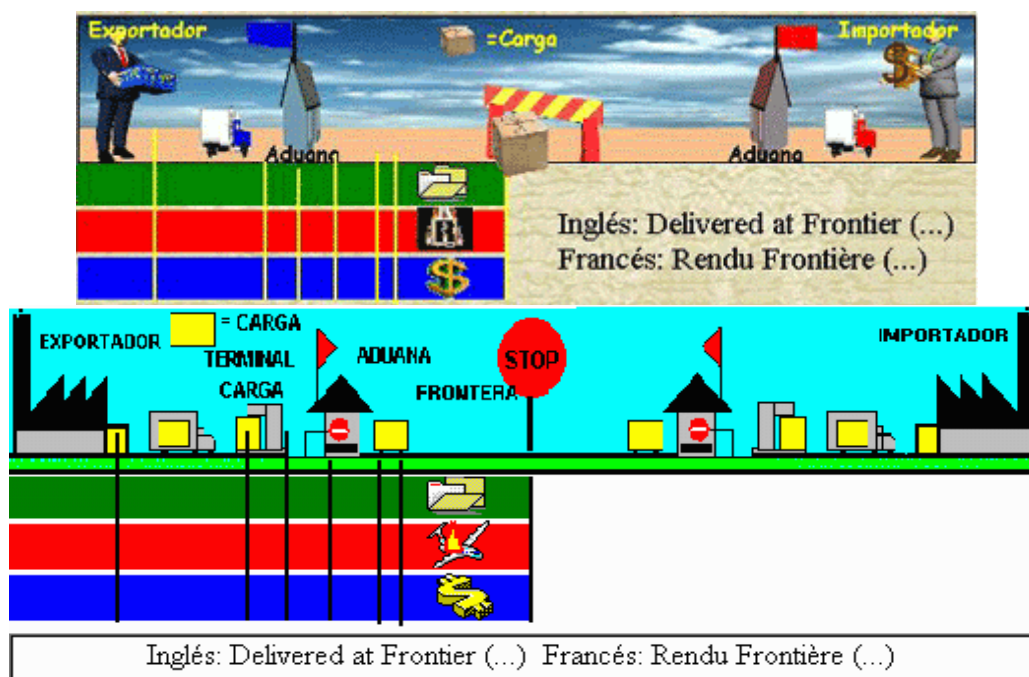 Exportador
=Carga
Importador
Aduana
Aduana
Inglés: Delivered at Frontier (...)
Francés: Rendu Frontière (...)
EXPORTADOR
= CARGA
IMPORTADOR
TERMINAL
CARGA
ADUANA
FRONTERA
STOP
Inglés: Delivered at Frontier (...) Francés: Rendu Frontière (...)